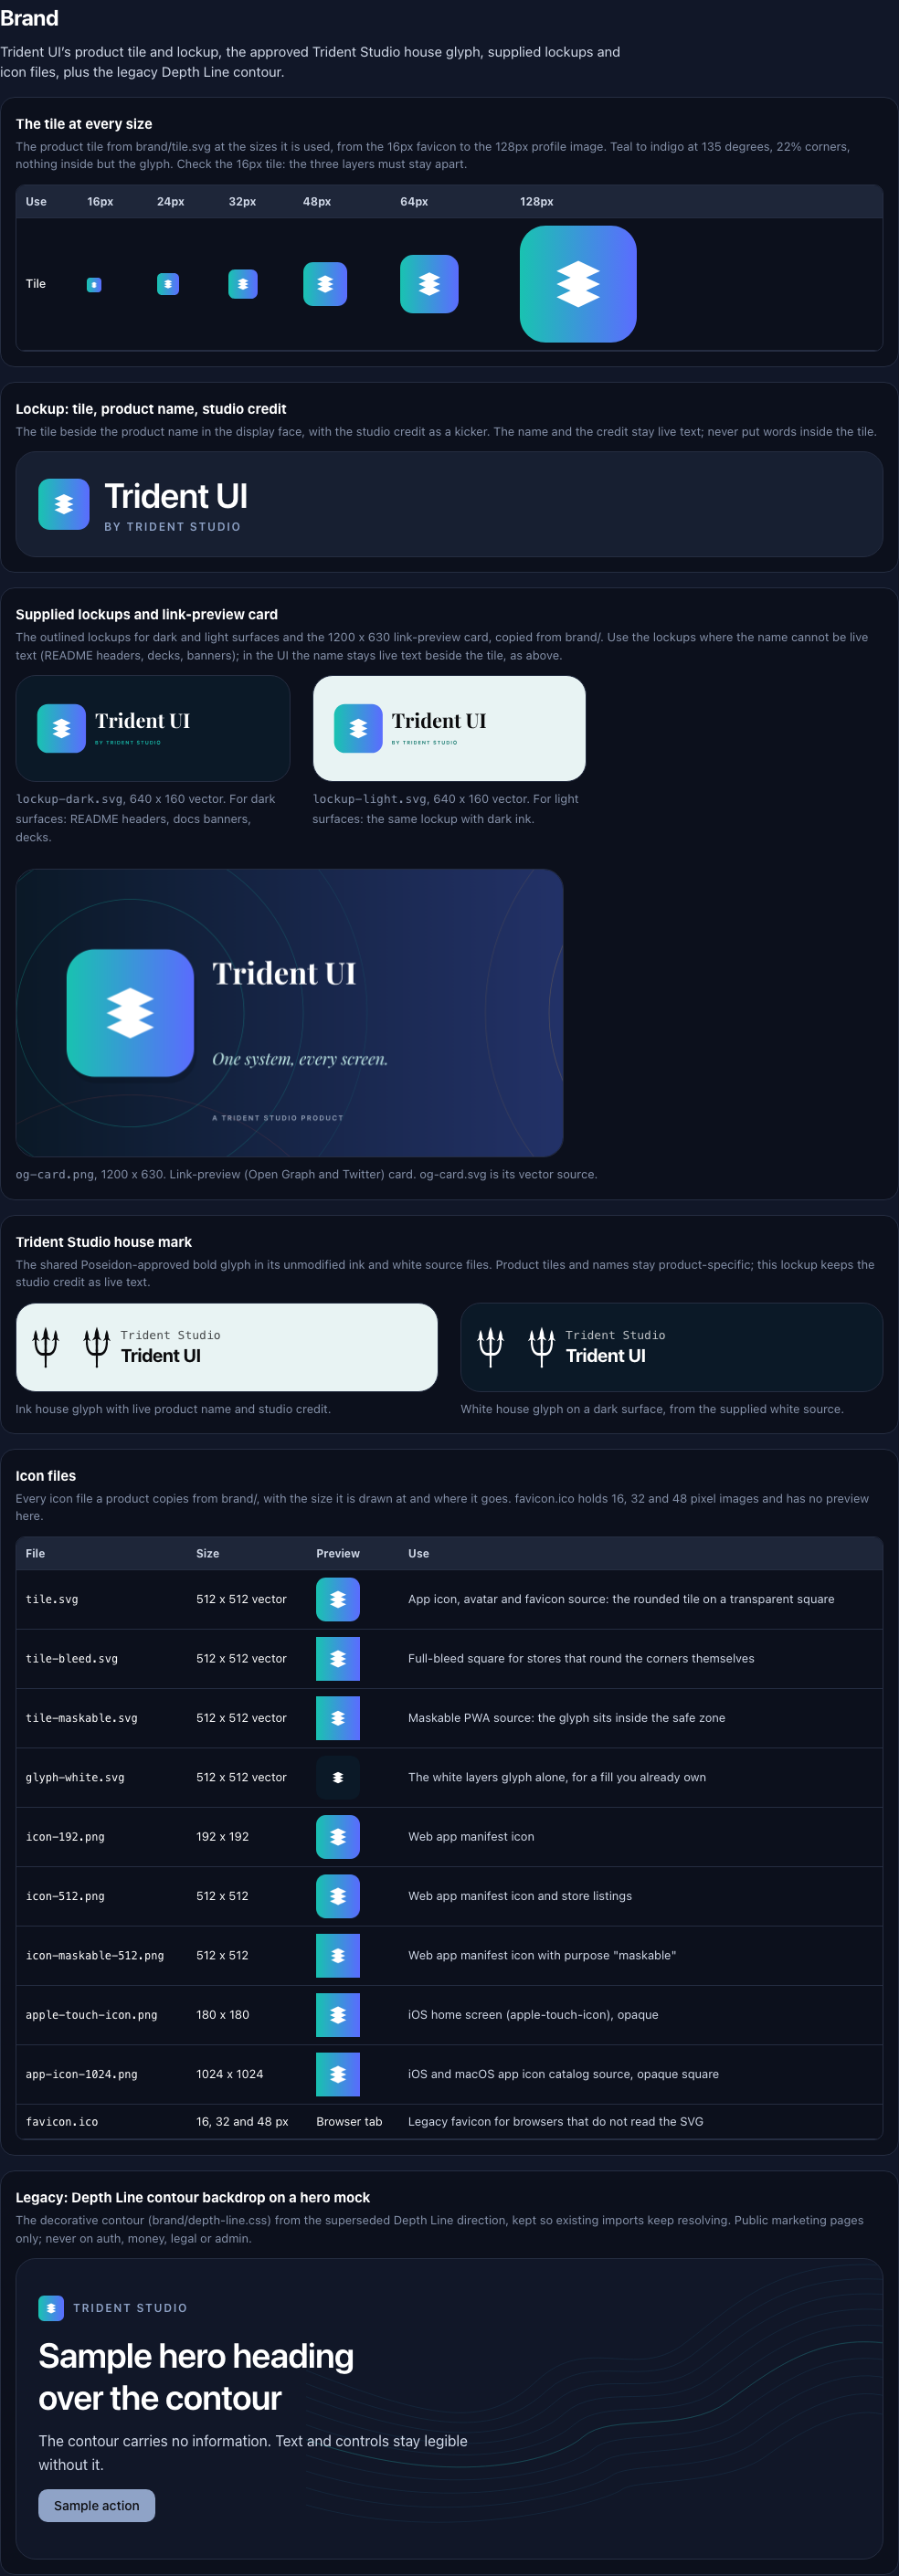 Brand
Trident UI's product tile and lockup, the approved Trident Studio house glyph, supplied lockups and
icon files, plus the legacy Depth Line contour.
The tile at every size
The product tile from brand/tile.svg at the sizes it is used, from the 16px favicon to the 128px profile image. Teal to indigo at 135 degrees, 22% corners,
nothing inside but the glyph. Check the 16px tile: the three layers must stay apart.
Use 16px 24px 32px 48px 64px 128px
Tile
Lockup: tile, product name, studio credit
The tile beside the product name in the display face, with the studio credit as a kicker. The name and the credit stay live text; never put words inside the tile.
Trident UI
BY TRIDENT STUDIO
Supplied lockups and link-preview card
The outlined lockups for dark and light surfaces and the 1200 x 630 link-preview card, copied from brand/. Use the lockups where the name cannot be live
text (README headers, decks, banners); in the UI the name stays live text beside the tile, as above.
Trident UI
BY TRIDENT STUDIO
Trident UI
BY TRIDENT STUDIO
lockup-dark.svg, 640 x 160 vector. For dark
surfaces: README headers, docs banners,
decks.
lockup-light.svg, 640 x 160 vector. For light
surfaces: the same lockup with dark ink.
Trident UI
One system, every screen.
A TRIDENT STUDIO PRODUCT
og-card.png, 1200 x 630. Link-preview (Open Graph and Twitter) card. og-card.svg is its vector source.
Trident Studio house mark
The shared Poseidon-approved bold glyph in its unmodified ink and white source files. Product tiles and names stay product-specific; this lockup keeps the
studio credit as live text.
Trident Studio
Trident UI
Trident Studio
Trident UI
Ink house glyph with live product name and studio credit.
White house glyph on a dark surface, from the supplied white source.
Icon files
Every icon file a product copies from brand/, with the size it is drawn at and where it goes. favicon.ico holds 16, 32 and 48 pixel images and has no preview
here.
File Size Preview Use
tile.svg 512 x 512 vector App icon, avatar and favicon source: the rounded tile on a transparent square
tile-bleed.svg 512 x 512 vector Full-bleed square for stores that round the corners themselves
tile-maskable.svg 512 x 512 vector Maskable PWA source: the glyph sits inside the safe zone
glyph-white.svg 512 x 512 vector The white layers glyph alone, for a fill you already own
icon-192.png 192 x 192 Web app manifest icon
icon-512.png 512 x 512 Web app manifest icon and store listings
icon-maskable-512.png 512 x 512 Web app manifest icon with purpose "maskable"
apple-touch-icon.png 180 x 180 iOS home screen (apple-touch-icon), opaque
app-icon-1024.png 1024 x 1024 iOS and macOS app icon catalog source, opaque square
favicon.ico 16, 32 and 48 px Browser tab Legacy favicon for browsers that do not read the SVG
Legacy: Depth Line contour backdrop on a hero mock
The decorative contour (brand/depth-line.css) from the superseded Depth Line direction, kept so existing imports keep resolving. Public marketing pages
only; never on auth, money, legal or admin.
TRIDENT STUDIO
Sample hero heading
over the contour
The contour carries no information. Text and controls stay legible
without it.
Sample action